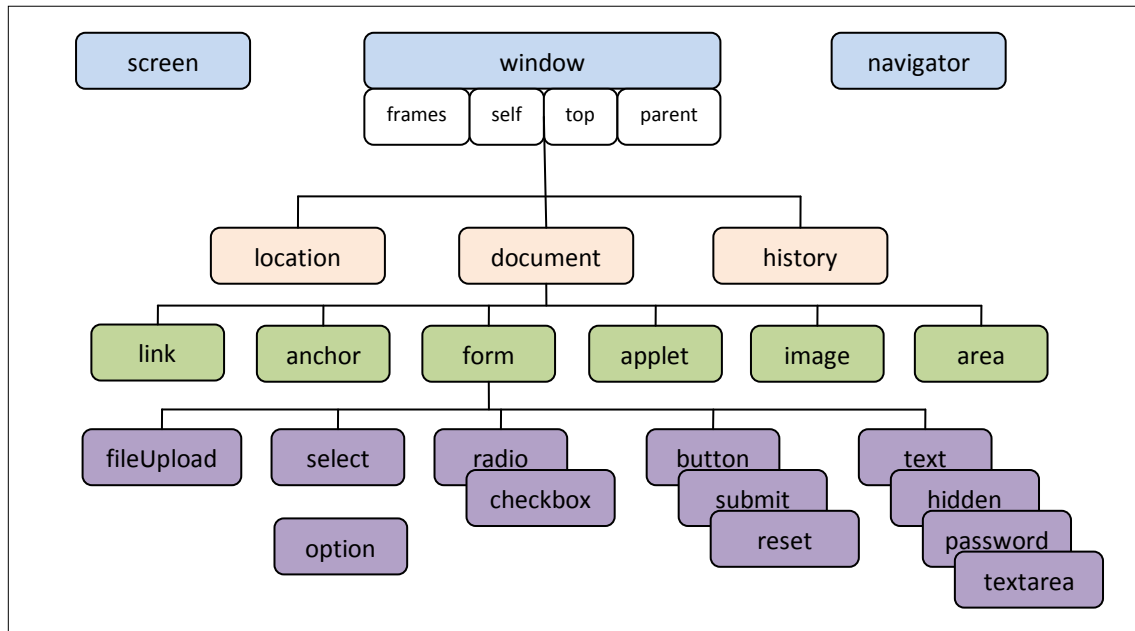 screen window navigator
frames self top parent
location document history
link anchor form applet image area
fileUpload select radio button text
checkbox submit hidden
option reset password
textarea